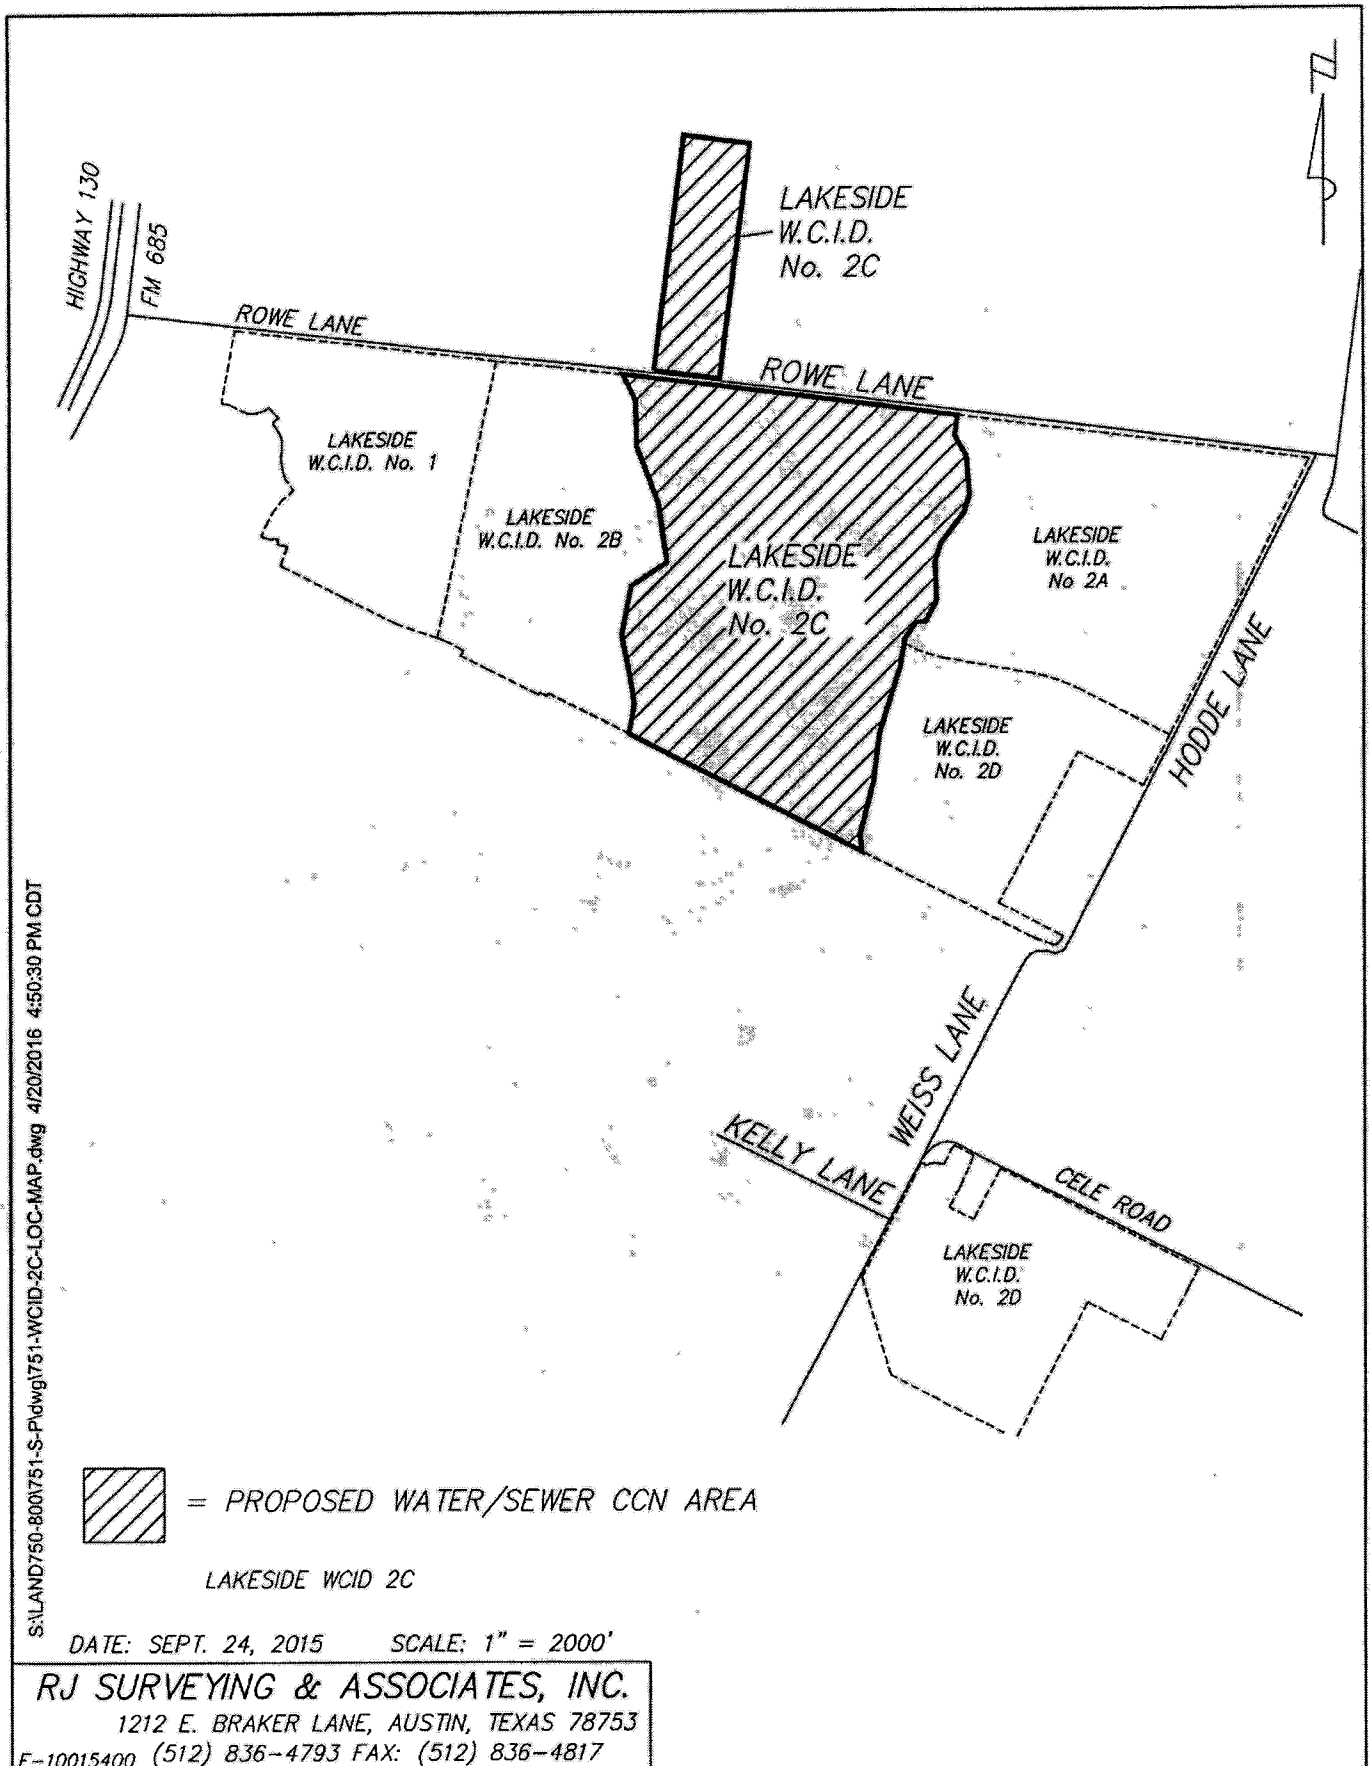 HIGHWAY 130
FM 685
N
LAKESIDE
W.C.I.D.
No. 2C
ROWE LANE
ROWE LANE
LAKESIDE
W.C.I.D. No. 1
LAKESIDE
W.C.I.D. No. 2B
LAKESIDE
W.C.I.D.
No. 2C
LAKESIDE
W.C.I.D.
No 2A
HODDE LANE
LAKESIDE
W.C.I.D.
No. 2D
WEISS LANE
KELLY LANE
CELE ROAD
LAKESIDE
W.C.I.D.
No. 2D
S:\LAND750-800\751-S-P\dwg\751-WCID-2C-LOC-MAP.dwg 4/20/2016 4:50:30 PM CDT
= PROPOSED WATER/SEWER CCN AREA
LAKESIDE WCID 2C
DATE: SEPT. 24, 2015 SCALE: 1" = 2000'
RJ SURVEYING & ASSOCIATES, INC.
1212 E. BRAKER LANE, AUSTIN, TEXAS 78753
F-10015400 (512) 836-4793 FAX: (512) 836-4817